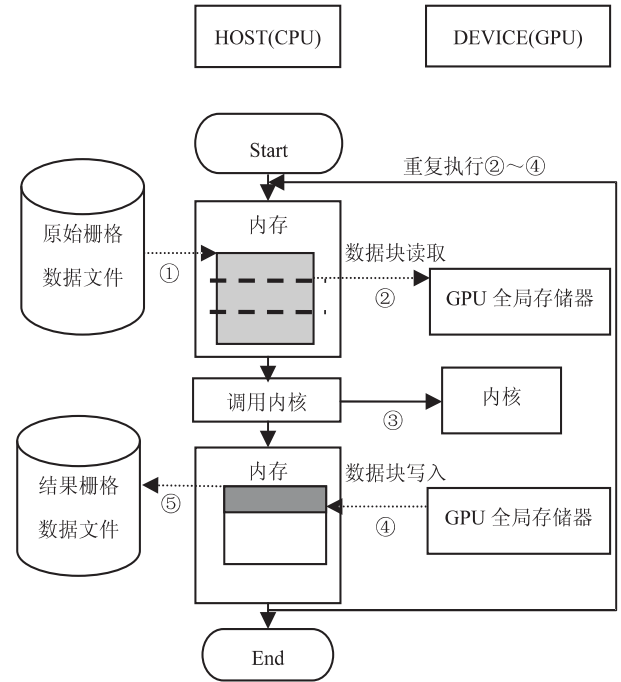 HOST(CPU)
DEVICE(GPU)
Start
重复执行②～④
原始栅格
数据文件
①
内存
数据块读取
②
GPU 全局存储器
调用内核
③
内核
结果栅格
数据文件
⑤
内存
数据块写入
④
GPU 全局存储器
End